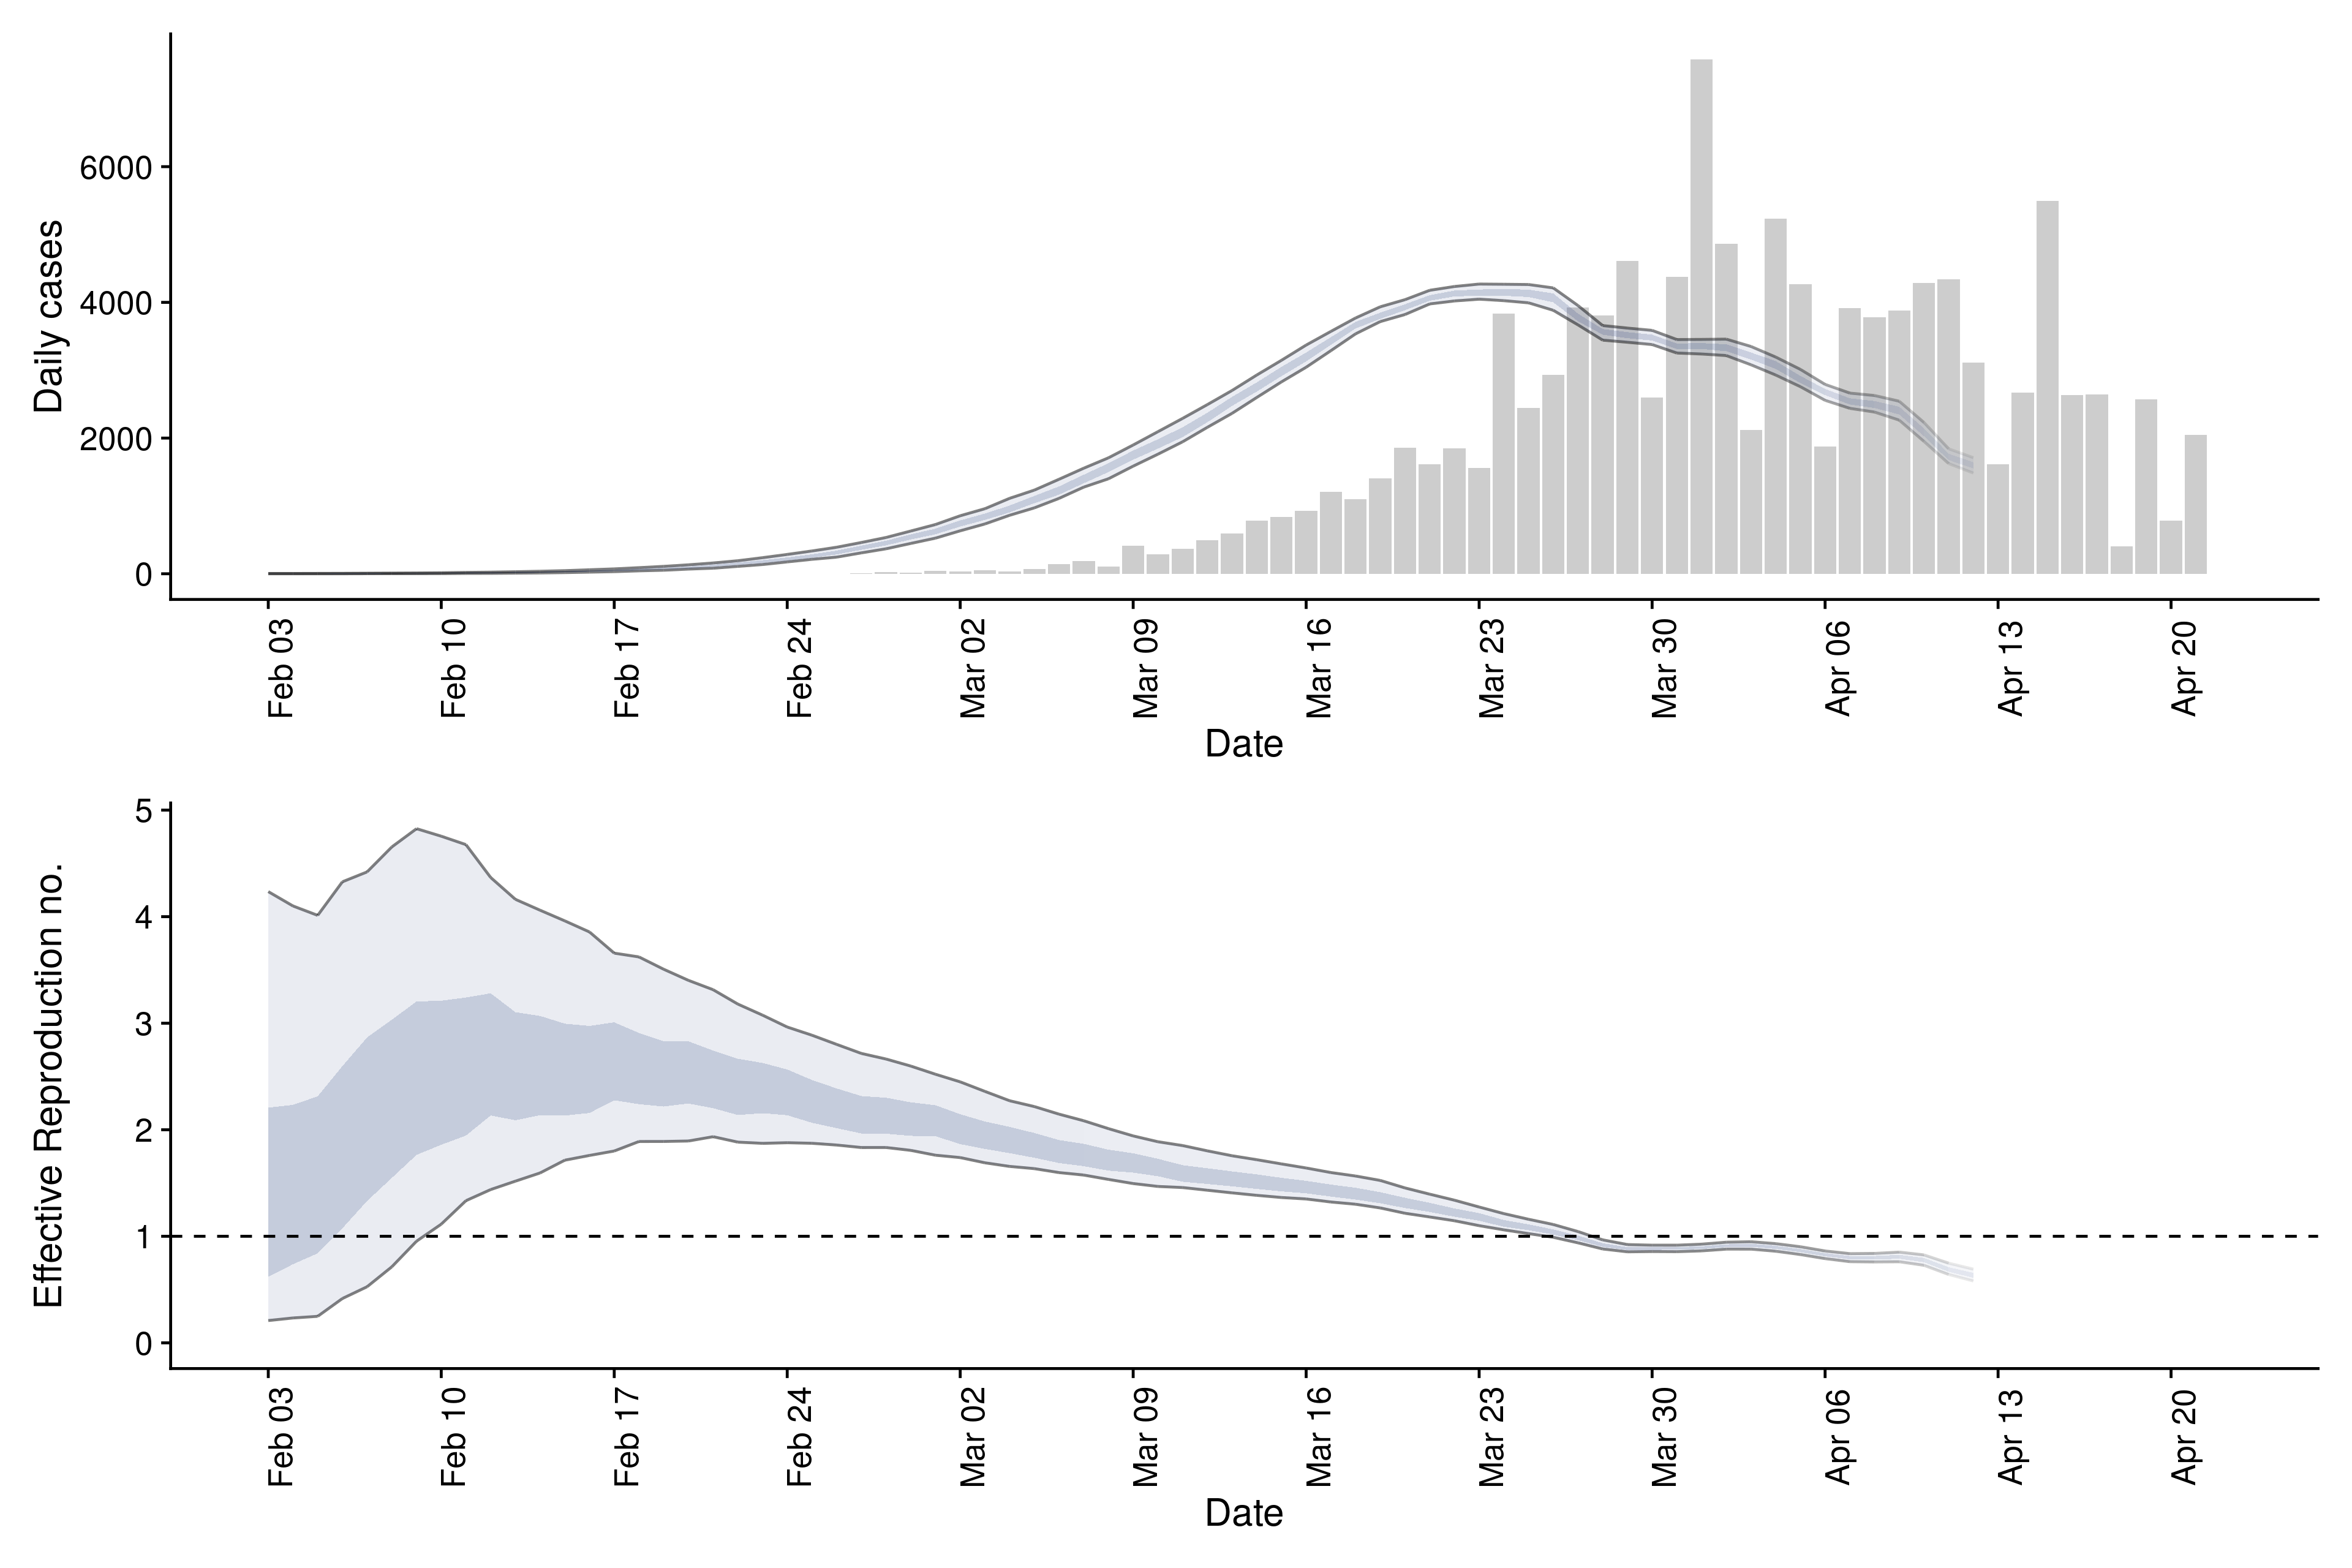 Daily cases
6000
4000
2000
0
Feb 03
Feb 10
Feb 17
Feb 24
Mar 02
Mar 09
Mar 16
Mar 23
Mar 30
Apr 06
Apr 13
Apr 20
Date
Effective Reproduction no.
5
4
3
2
1
0
Feb 03
Feb 10
Feb 17
Feb 24
Mar 02
Mar 09
Mar 16
Mar 23
Mar 30
Apr 06
Apr 13
Apr 20
Date